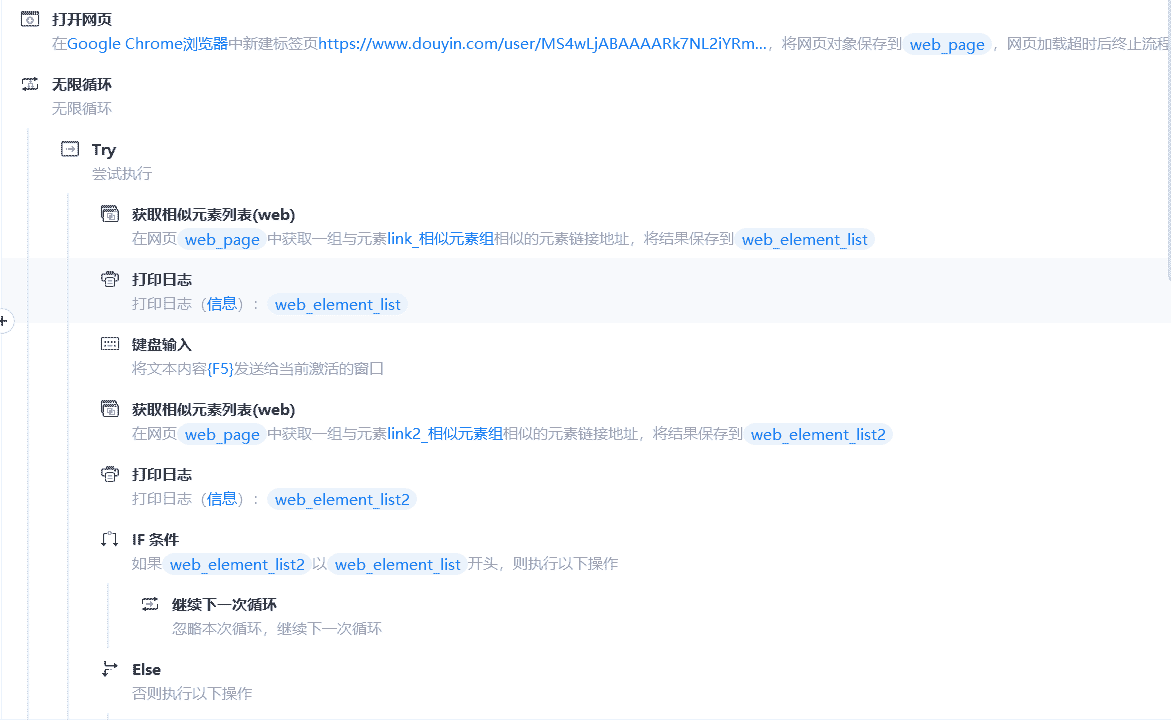 打开网页
在Google Chrome浏览器中新建标签页https://www.douyin.com/user/MS4wLjABAAAARk7NL2iYRm...，将网页对象保存到 web_page ，网页加载超时后终止流程
无限循环
无限循环
Try
尝试执行
获取相似元素列表(web)
在网页 web_page 中获取一组与元素link_相似元素组相似的元素链接地址，将结果保存到 web_element_list
打印日志
打印日志（信息）： web_element_list
键盘输入
将文本内容{F5}发送给当前激活的窗口
获取相似元素列表(web)
在网页 web_page 中获取一组与元素link2_相似元素组相似的元素链接地址，将结果保存到 web_element_list2
打印日志
打印日志（信息）： web_element_list2
IF 条件
如果 web_element_list2 以 web_element_list 开头，则执行以下操作
继续下一次循环
忽略本次循环，继续下一次循环
Else
否则执行以下操作